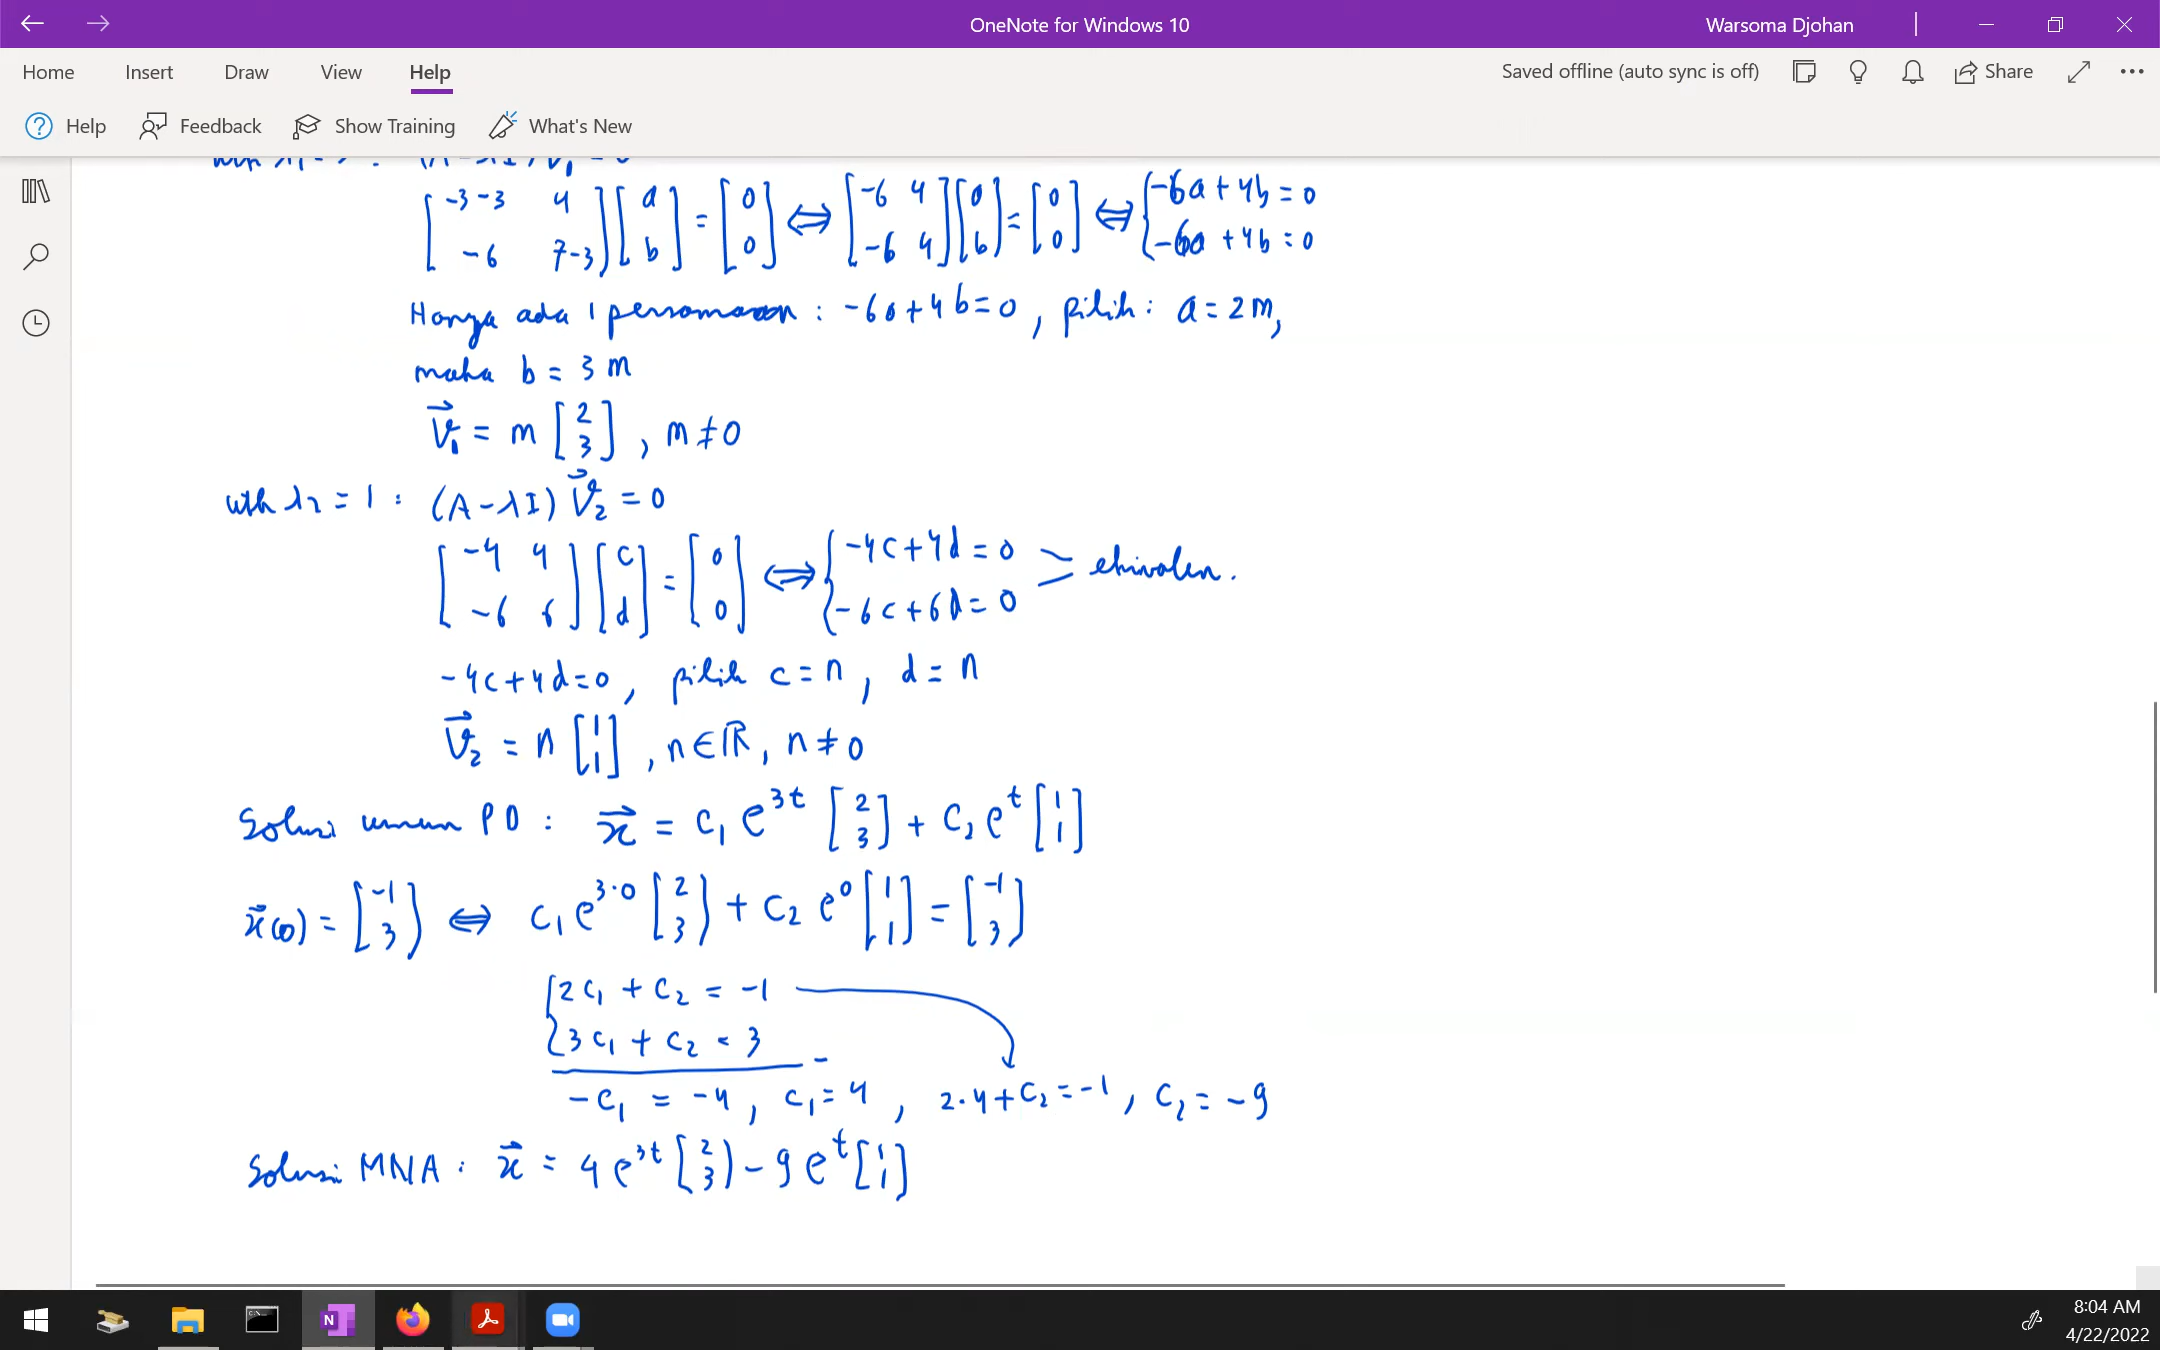 OneNote for Windows 10
Warsoma Djohan
Home Insert Draw View Help
Saved offline (auto sync is off) Share
Help Feedback Show Training What's New
[-3-3 4; -6 7-3][a; b] = [0; 0] ⇔ [-6 4; -6 4][a; b] = [0; 0] ⇔ {-6a+4b=0; -6a+4b=0
Hanya ada 1 persamaan : -6a+4b=0, pilih: a=2m,
maka b = 3m
V⃗₁ = m [2; 3], m≠0
utk λ₂ = 1 : (A-λI) V⃗₂ = 0
[-4 4; -6 6][c; d] = [0; 0] ⇔ {-4c+4d=0; -6c+6d=0 > ekivalen.
-4c+4d=0, pilih c=n, d=n
V⃗₂ = n [1; 1], n∈ℝ, n≠0
Solusi umum PD : x⃗ = c₁ e^{3t} [2; 3] + c₂ e^t [1; 1]
x⃗(0) = [-1; 3] ⇔ c₁ e^{3·0} [2; 3] + c₂ e^0 [1; 1] = [-1; 3]
2c₁ + c₂ = -1
3c₁ + c₂ = 3
-c₁ = -4, c₁ = 4, 2·4+c₂ = -1, c₂ = -9
Solusi MNA : x⃗ = 4e^{3t} [2; 3] - 9e^t [1; 1]
8:04 AM
4/22/2022